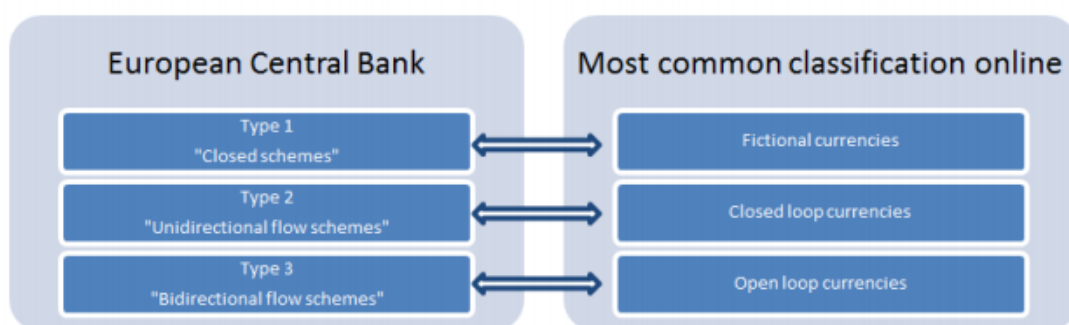 European Central Bank
Type 1
"Closed schemes"
Type 2
"Unidirectional flow schemes"
Type 3
"Bidirectional flow schemes"
Most common classification online
Fictional currencies
Closed loop currencies
Open loop currencies